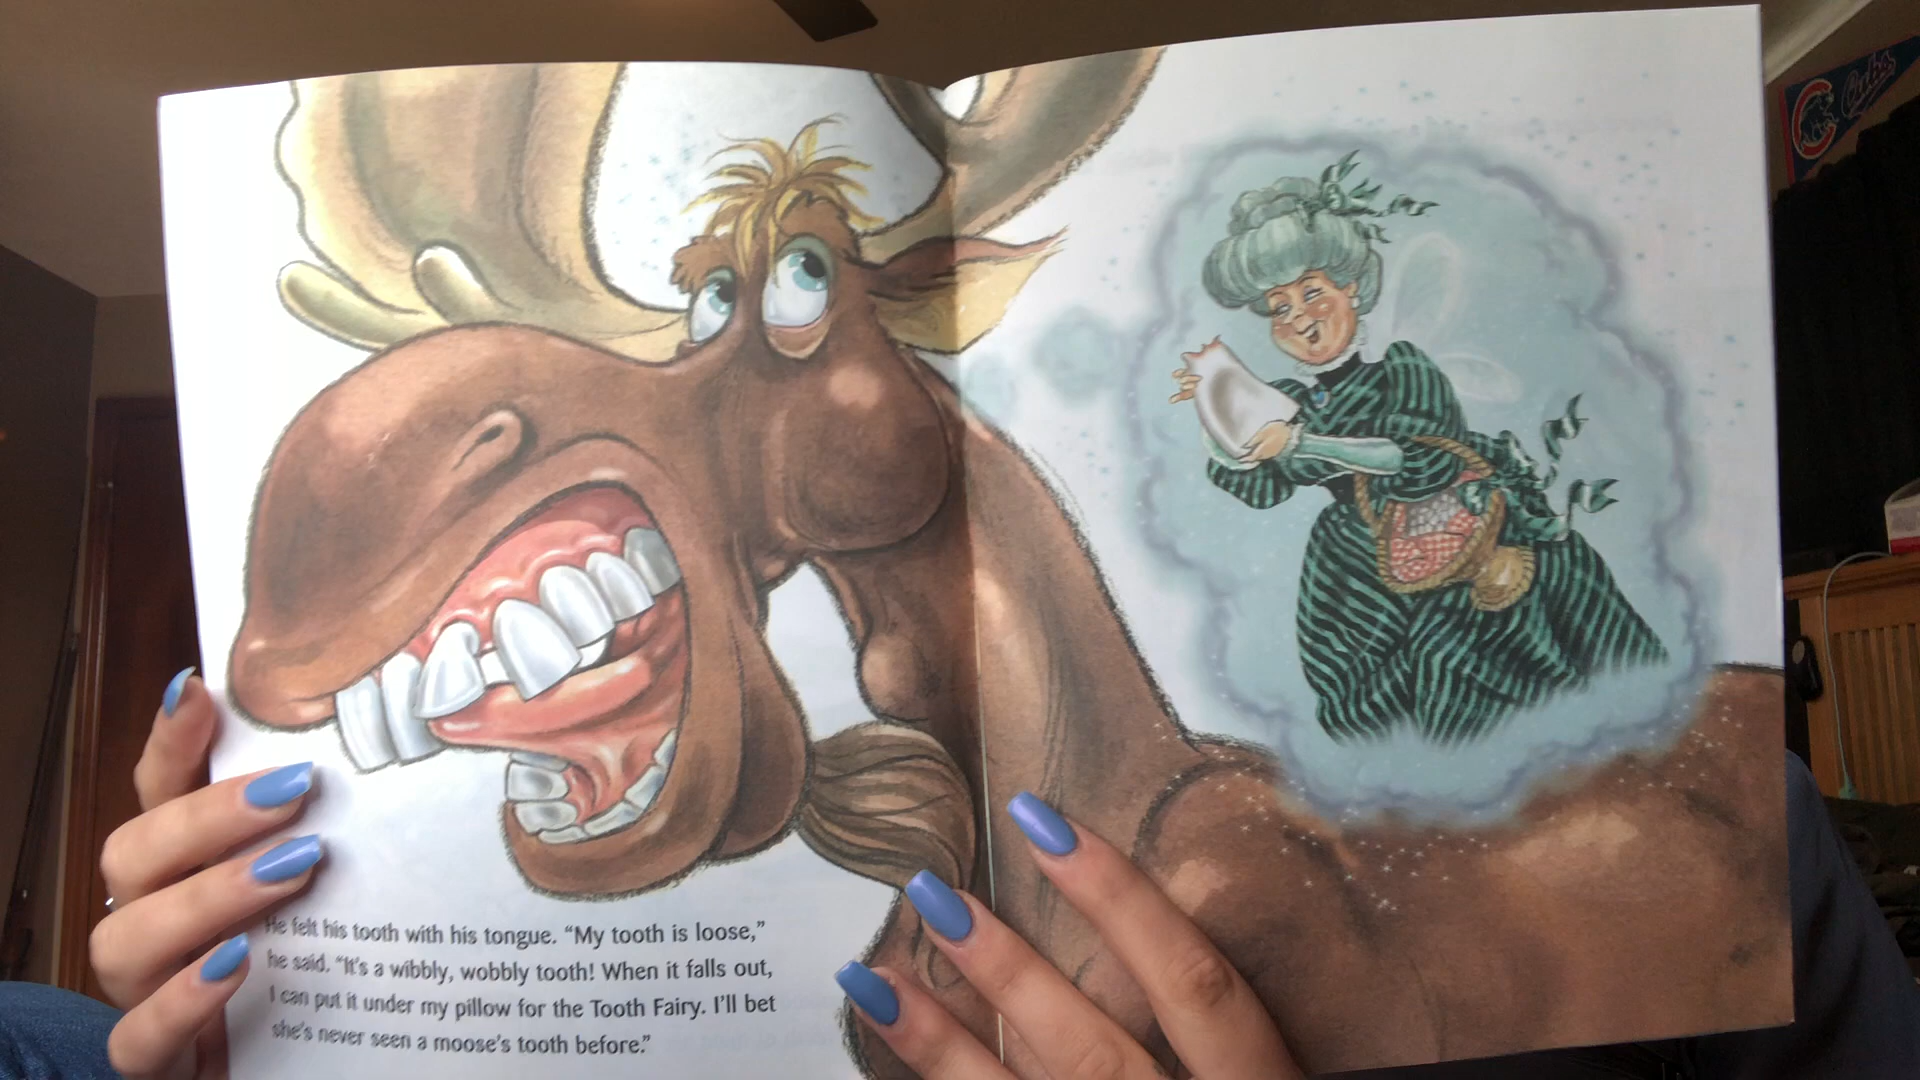 Cubs
He felt his tooth with his tongue. “My tooth is loose,”
he said. “It's a wibbly, wobbly tooth! When it falls out,
I can put it under my pillow for the Tooth Fairy. I'll bet
she's never seen a moose's tooth before.”